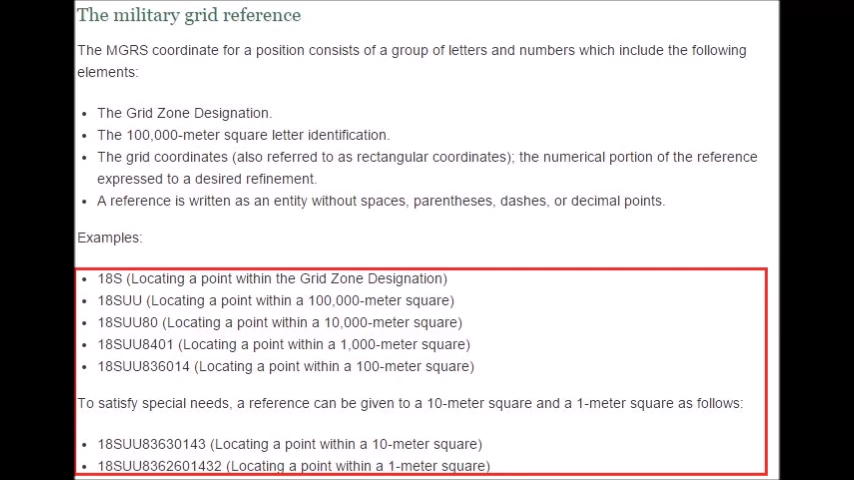 The military grid reference
The MGRS coordinate for a position consists of a group of letters and numbers which include the following
elements:
• The Grid Zone Designation.
• The 100,000-meter square letter identification.
• The grid coordinates (also referred to as rectangular coordinates); the numerical portion of the reference
expressed to a desired refinement.
• A reference is written as an entity without spaces, parentheses, dashes, or decimal points.
Examples:
• 18S (Locating a point within the Grid Zone Designation)
• 18SUU (Locating a point within a 100,000-meter square)
• 18SUU80 (Locating a point within a 10,000-meter square)
• 18SUU8401 (Locating a point within a 1,000-meter square)
• 18SUU836014 (Locating a point within a 100-meter square)
To satisfy special needs, a reference can be given to a 10-meter square and a 1-meter square as follows:
• 18SUU83630143 (Locating a point within a 10-meter square)
• 18SUU8362601432 (Locating a point within a 1-meter square)